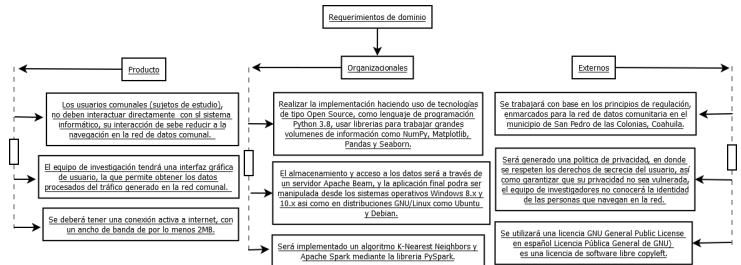 Requerimientos de dominio
Producto
Organizacionales
Externos
Los usuarios comunales (sujetos de estudio),
no deben interactuar directamente con sl sistema
informático, su interacción de sebe reducir a la
navegación en la red de datos comunal.
El equipo de investigación tendrá una interfaz gráfica
de usuario, la que permite obtener los datos
procesados del tráfico generado en la red comunal.
Se deberá tener una conexión activa a internet, con
un ancho de banda de por lo menos 2MB.
Realizar la implementación haciendo uso de tecnologías
de tipo Open Source, como lenguaje de programación
Python 3.8, usar librerias para trabajar grandes
volumenes de información como NumPy, Matplotlib,
Pandas y Seaborn.
El almacenamiento y acceso a los datos será a través de
un servidor Apache Beam, y la aplicación final podra ser
manipulada desde los sistemas operativos Windows 8.x y
10.x asi como en distribuciones GNU/Linux como Ubuntu
y Debian.
Será implementado un algoritmo K-Nearest Neighbors y
Apache Spark mediante la libreria PySpark.
Se trabajará con base en los principios de regulación,
enmarcados para la red de datos comunitaria en el
municipio de San Pedro de las Colonias, Coahuila.
Será generado una politica de privacidad, en donde
se respeten los derechos de secrecia del usuario, así
como garantizar que su privacidad no sea vulnerada,
el equipo de investigadores no conocerá la identidad
de las personas que navegan en la red.
Se utilizará una licencia GNU General Public License
en español Licencia Pública General de GNU)
es una licencia de software libre copyleft.